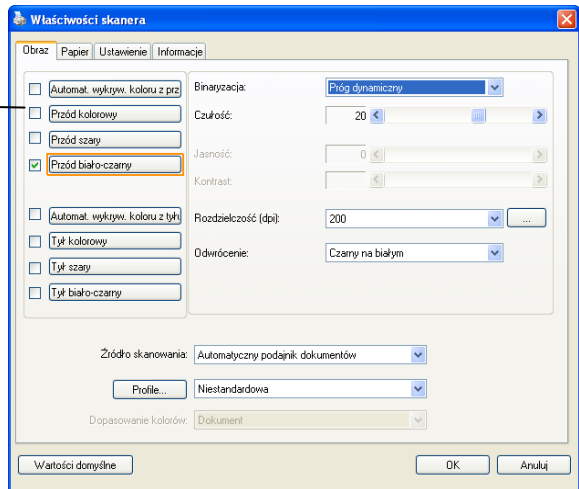 Właściwości skanera
Obraz Papier Ustawienie Informacje
Automat. wykryw. koloru z prz
Przód kolorowy
Przód szary
Przód biało-czarny
Automat. wykryw. koloru z tyłu
Tył kolorowy
Tył szary
Tył biało-czarny
Binaryzacja: Próg dynamiczny
Czułość: 20
Jasność: 0
Kontrast:
Rozdzielczość (dpi): 200 ...
Odwrócenie: Czarny na białym
Źródło skanowania: Automatyczny podajnik dokumentów
Profile... Niestandardowa
Dopasowanie kolorów: Dokument
Wartości domyślne OK Anuluj